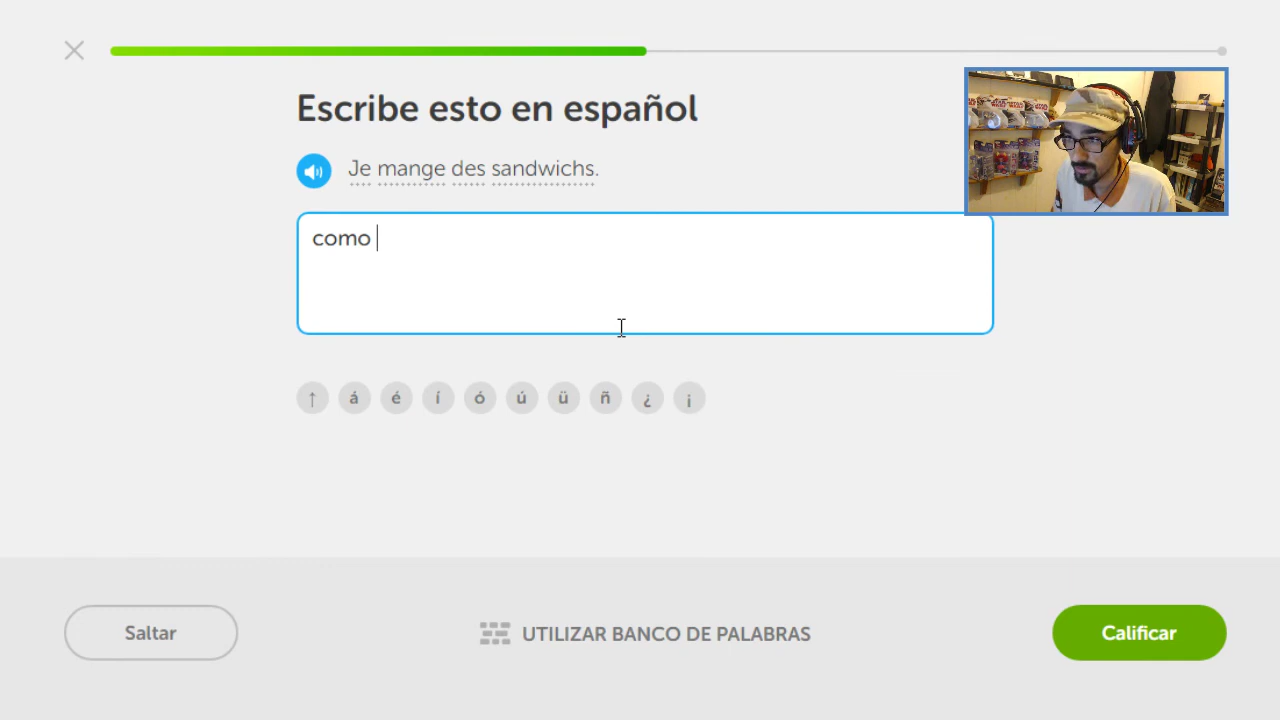 Escribe esto en español
Je mange des sandwichs.
como
↑ á é í ó ú ü ñ ¿ ¡
Saltar
UTILIZAR BANCO DE PALABRAS
Calificar